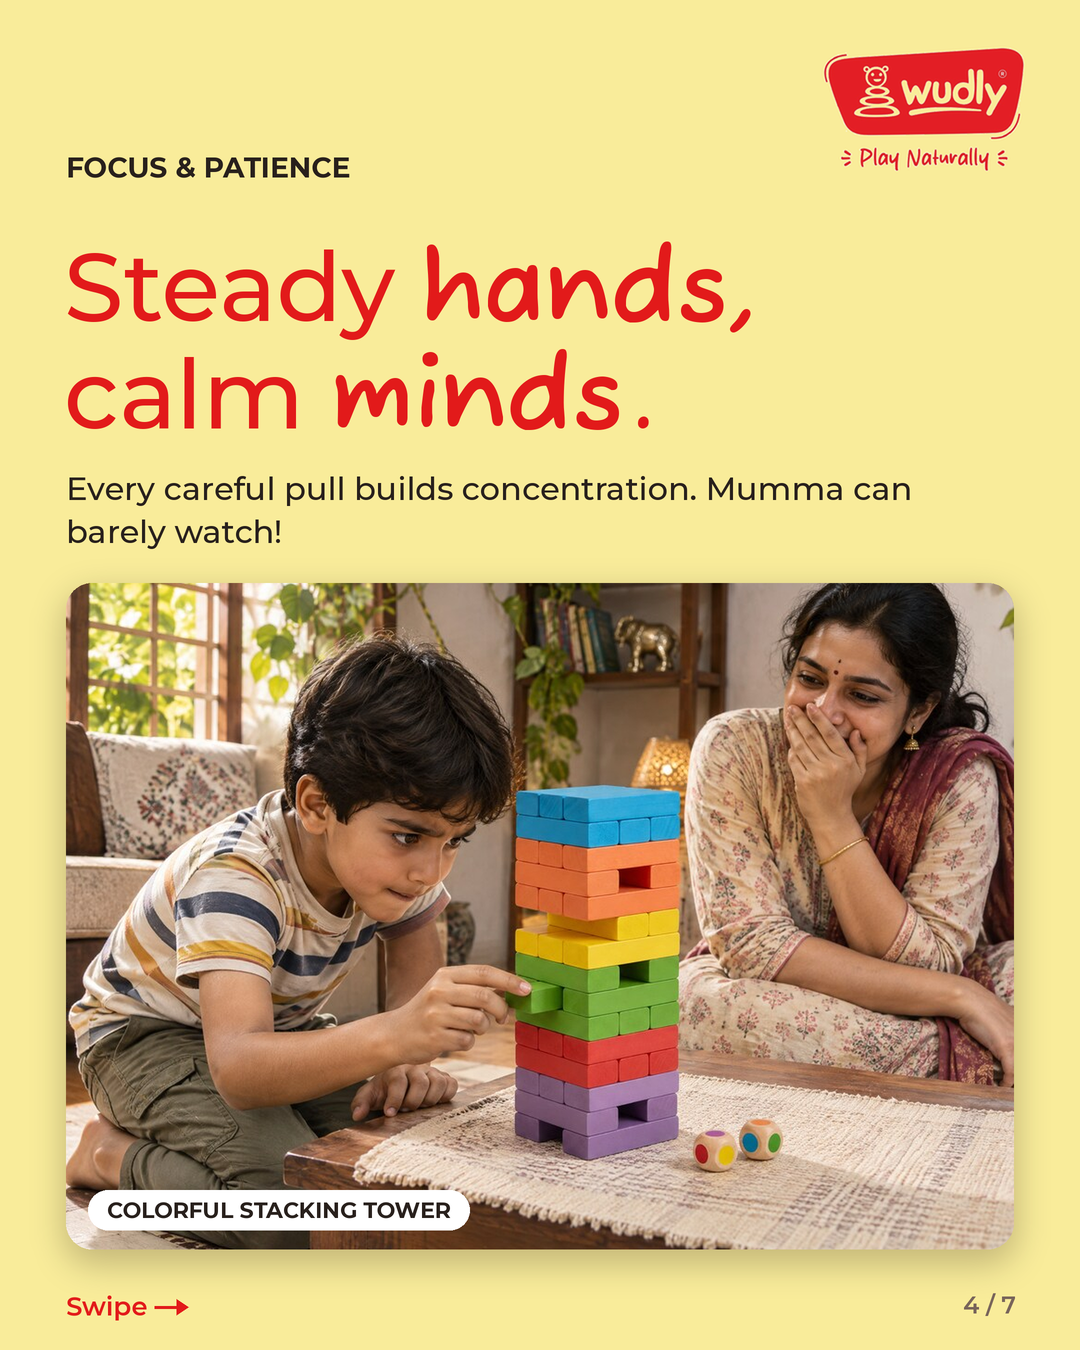 wudly
Play Naturally
FOCUS & PATIENCE
Steady hands,
calm minds.
Every careful pull builds concentration. Mumma can
barely watch!
COLORFUL STACKING TOWER
Swipe →
4 / 7